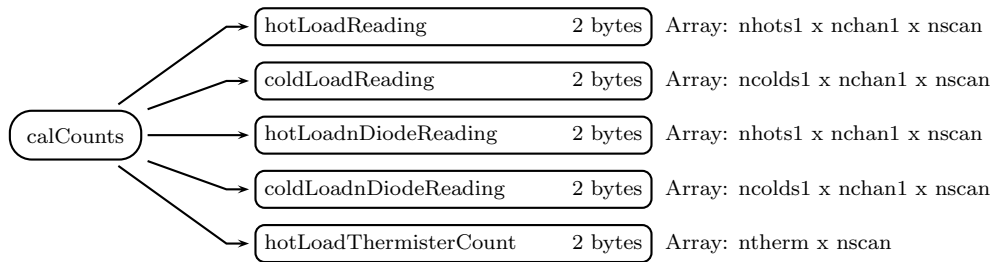 hotLoadReading 2 bytes Array: nhots1 x nchan1 x nscan
coldLoadReading 2 bytes Array: ncolds1 x nchan1 x nscan
calCounts hotLoadnDiodeReading 2 bytes Array: nhots1 x nchan1 x nscan
coldLoadnDiodeReading 2 bytes Array: ncolds1 x nchan1 x nscan
hotLoadThermisterCount 2 bytes Array: ntherm x nscan